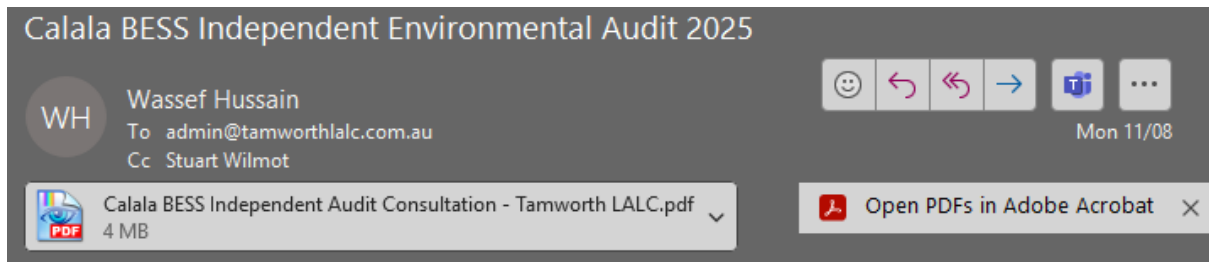 Calala BESS Independent Environmental Audit 2025
WH
Wassef Hussain
To admin@tamworthlalc.com.au
Cc Stuart Wilmot
Mon 11/08
PDF
Calala BESS Independent Audit Consultation - Tamworth LALC.pdf
4 MB
Open PDFs in Adobe Acrobat